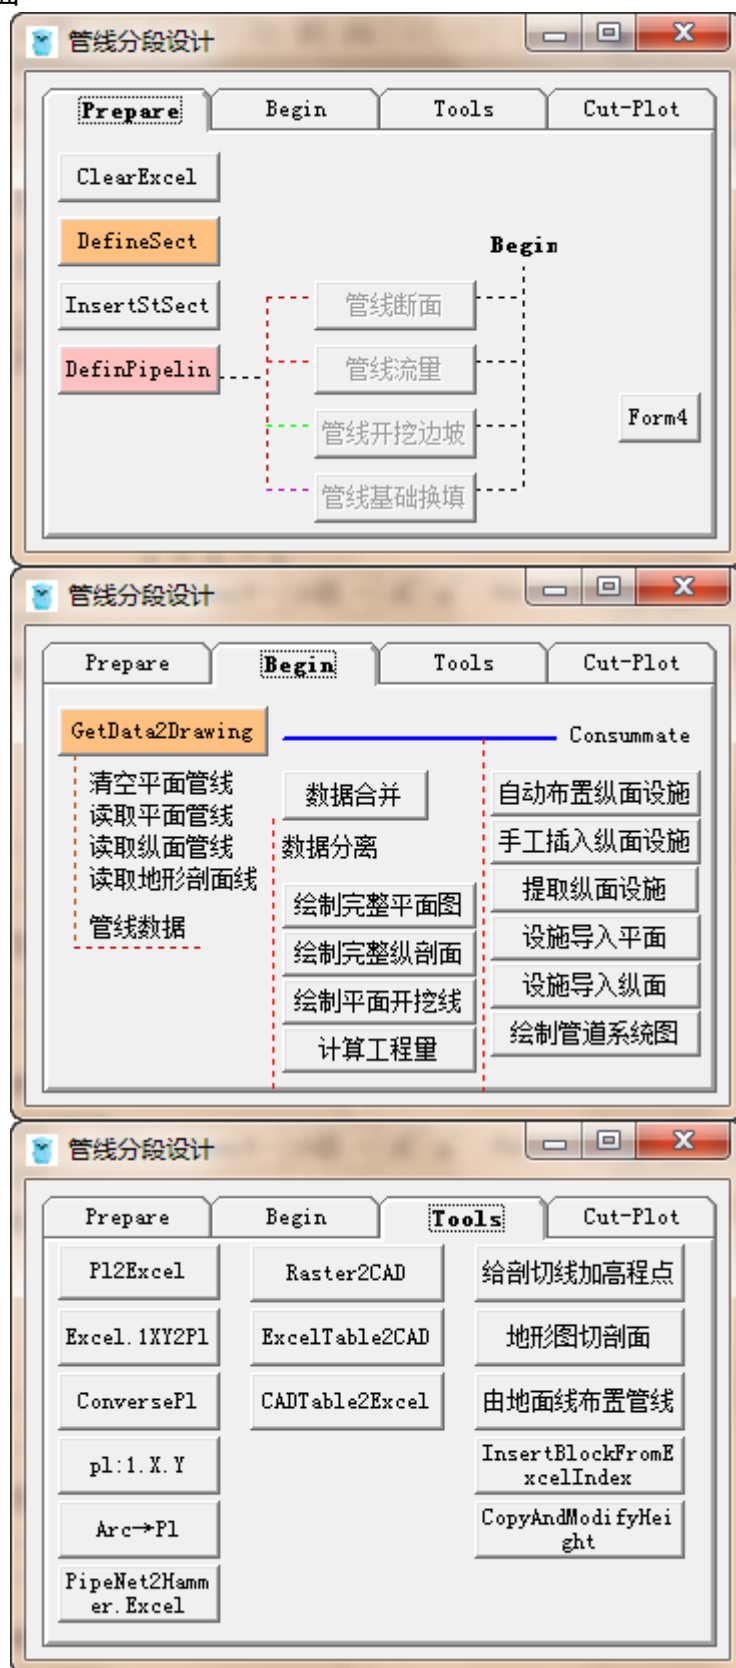 管线分段设计
Prepare Begin Tools Cut-Plot
ClearExcel
DefineSect
Begin
InsertStSect
管线断面
DefinPipelin
管线流量
Form4
管线开挖边坡
管线基础换填
管线分段设计
Prepare Begin Tools Cut-Plot
GetData2Drawing
Consummate
清空平面管线
读取平面管线
读取纵面管线
读取地形剖面线
管线数据
数据合并
数据分离
绘制完整平面图
绘制完整纵剖面
绘制平面开挖线
计算工程量
自动布置纵面设施
手工插入纵面设施
提取纵面设施
设施导入平面
设施导入纵面
绘制管道系统图
管线分段设计
Prepare Begin Tools Cut-Plot
Pl2Excel
Excel.1XY2Pl
ConversePl
pl:1.X.Y
Arc→Pl
PipeNet2Hamm
er.Excel
Raster2CAD
ExcelTable2CAD
CADTable2Excel
给剖切线加高程点
地形图切剖面
由地面线布置管线
InsertBlockFromE
xcelIndex
CopyAndModifyHei
ght